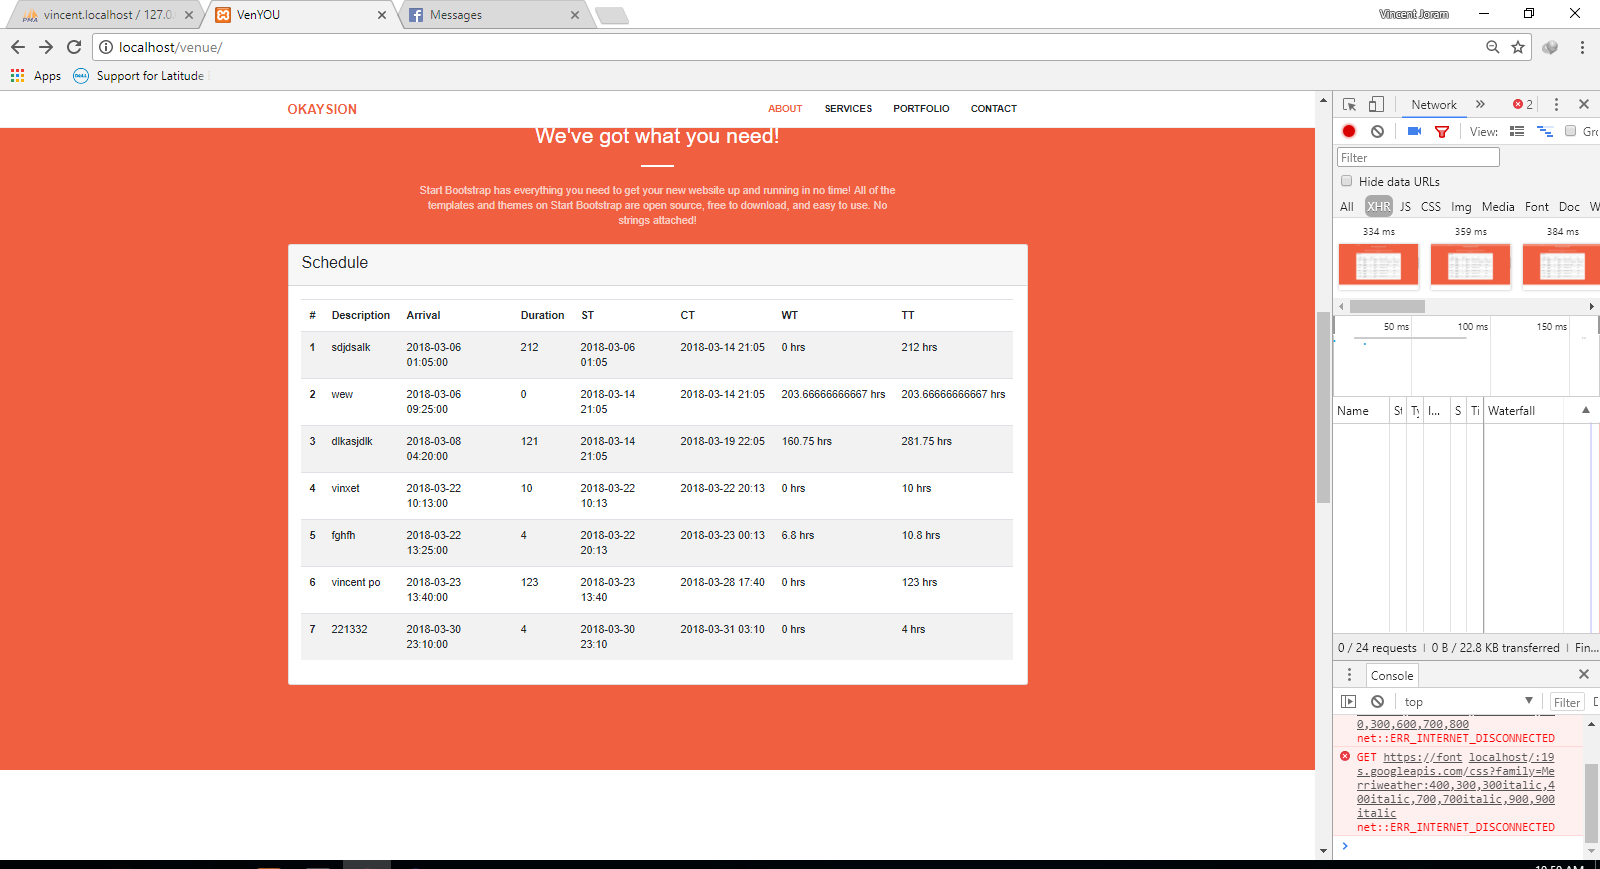 vincent.localhost / 127.0.
VenYOU
Messages
Vincent Joram
localhost/venue/
Apps
Support for Latitude
OKAYSION
ABOUT SERVICES PORTFOLIO CONTACT
We've got what you need!
Start Bootstrap has everything you need to get your new website up and running in no time! All of the
templates and themes on Start Bootstrap are open source, free to download, and easy to use. No
strings attached!
Schedule
# Description Arrival Duration ST CT WT TT
1 sdjdsalk 2018-03-06 01:05:00 212 2018-03-06 01:05 2018-03-14 21:05 0 hrs 212 hrs
2 wew 2018-03-06 09:25:00 0 2018-03-14 21:05 2018-03-14 21:05 203.66666666667 hrs 203.66666666667 hrs
3 dlkasjdlk 2018-03-08 04:20:00 121 2018-03-14 21:05 2018-03-19 22:05 160.75 hrs 281.75 hrs
4 vinxet 2018-03-22 10:13:00 10 2018-03-22 10:13 2018-03-22 20:13 0 hrs 10 hrs
5 fghfh 2018-03-22 13:25:00 4 2018-03-22 20:13 2018-03-23 00:13 6.8 hrs 10.8 hrs
6 vincent po 2018-03-23 13:40:00 123 2018-03-23 13:40 2018-03-28 17:40 0 hrs 123 hrs
7 221332 2018-03-30 23:10:00 4 2018-03-30 23:10 2018-03-31 03:10 0 hrs 4 hrs
Network » 2
View: Gro
Filter
Hide data URLs
All XHR JS CSS Img Media Font Doc W
334 ms 359 ms 384 ms
50 ms 100 ms 150 ms
Name St Ty I... S Ti Waterfall
0 / 24 requests | 0 B / 22.8 KB transferred | Fin...
Console
top Filter
0,300,600,700,800
net::ERR_INTERNET_DISCONNECTED
GET https://font localhost/:19
s.googleapis.com/css?family=Me
rriweather:400,300,300italic,4
00italic,700,700italic,900,900
italic
net::ERR_INTERNET_DISCONNECTED